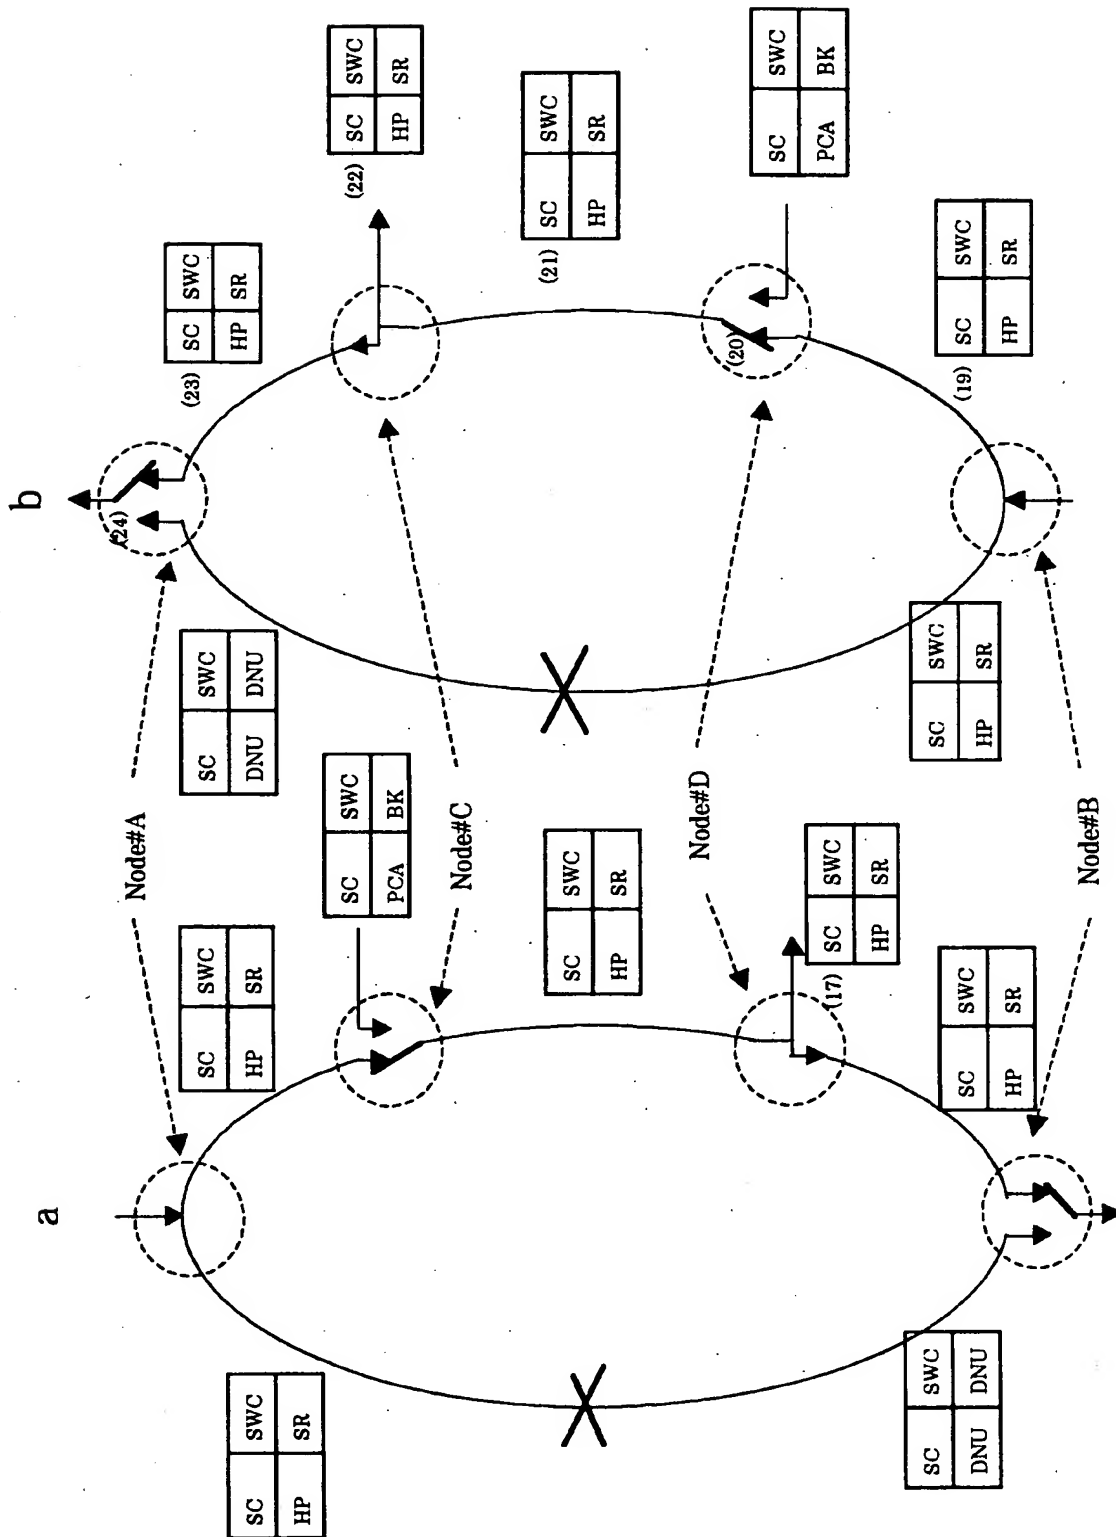 a
b
Node#A
(24)
SC SWC
HP SR
SC SWC
HP SR
SC SWC
DNU DNU
(23)
SC SWC
HP SR
SC SWC
PCA BK
(22)
SC SWC
HP SR
Node#C
SC SWC
HP SR
(21)
SC SWC
HP SR
Node#D
(20)
SC SWC
PCA BK
(17)
SC SWC
HP SR
SC SWC
DNU DNU
SC SWC
HP SR
SC SWC
HP SR
(19)
SC SWC
HP SR
Node#B